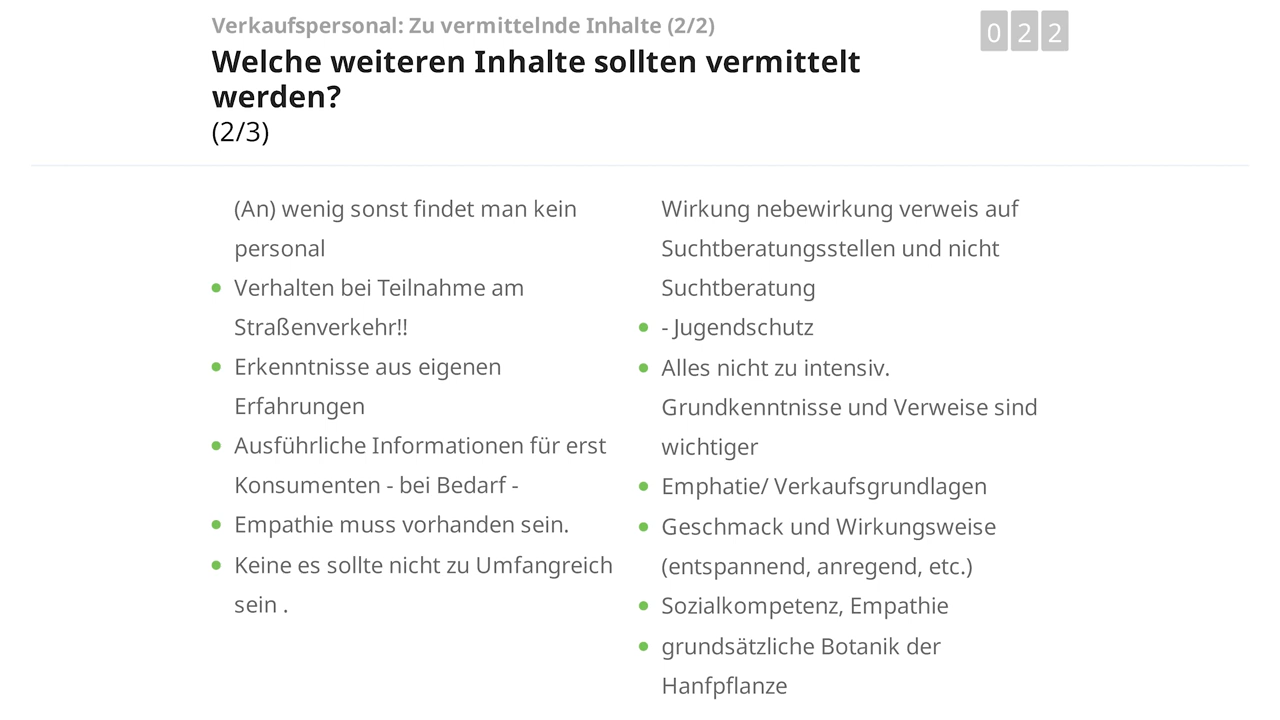 Verkaufspersonal: Zu vermittelnde Inhalte (2/2)
022
Welche weiteren Inhalte sollten vermittelt
werden?
(2/3)
(An) wenig sonst findet man kein
personal
• Verhalten bei Teilnahme am
Straßenverkehr!!
• Erkenntnisse aus eigenen
Erfahrungen
• Ausführliche Informationen für erst
Konsumenten - bei Bedarf -
• Empathie muss vorhanden sein.
• Keine es sollte nicht zu Umfangreich
sein .
Wirkung nebewirkung verweis auf
Suchtberatungsstellen und nicht
Suchtberatung
• - Jugendschutz
• Alles nicht zu intensiv.
Grundkenntnisse und Verweise sind
wichtiger
• Emphatie/ Verkaufsgrundlagen
• Geschmack und Wirkungsweise
(entspannend, anregend, etc.)
• Sozialkompetenz, Empathie
• grundsätzliche Botanik der
Hanfpflanze